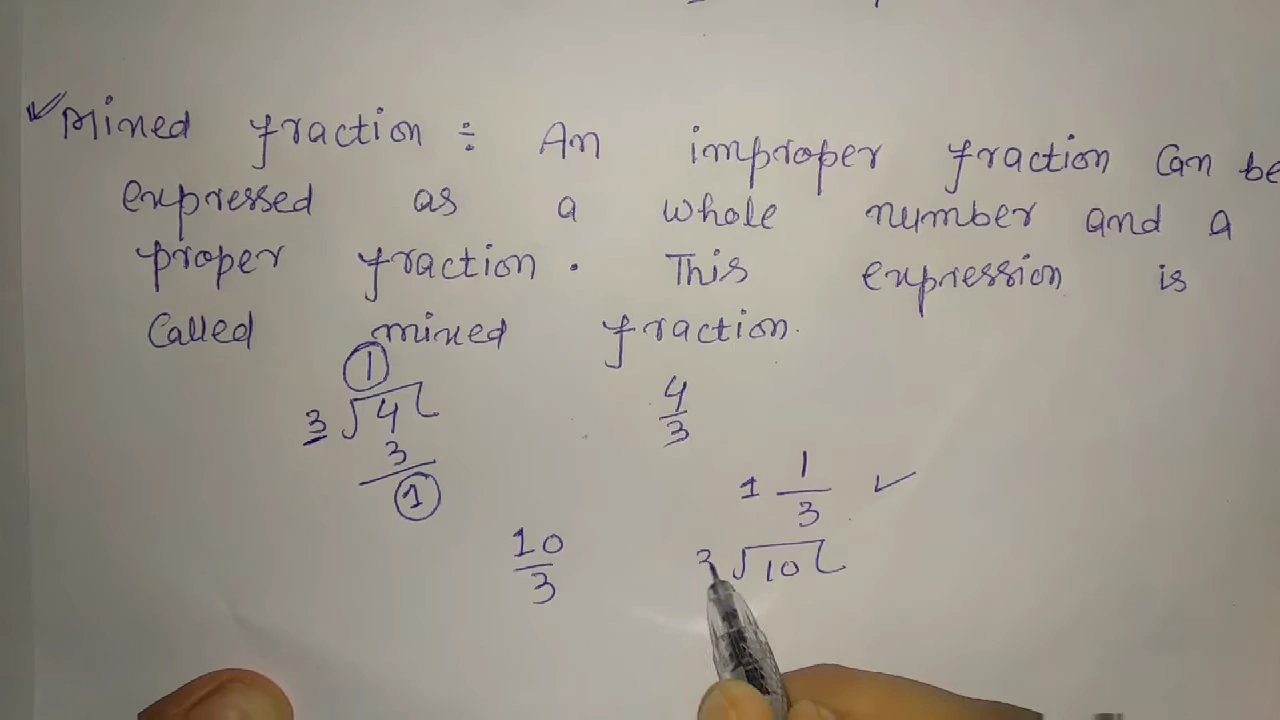 ✓ Mixed fraction : An improper fraction Can be
expressed as a whole number and a
proper fraction. This expression is
Called mixed fraction.
1
3 4
3
1
4
3
1 1/3 ✓
10
3
3 10